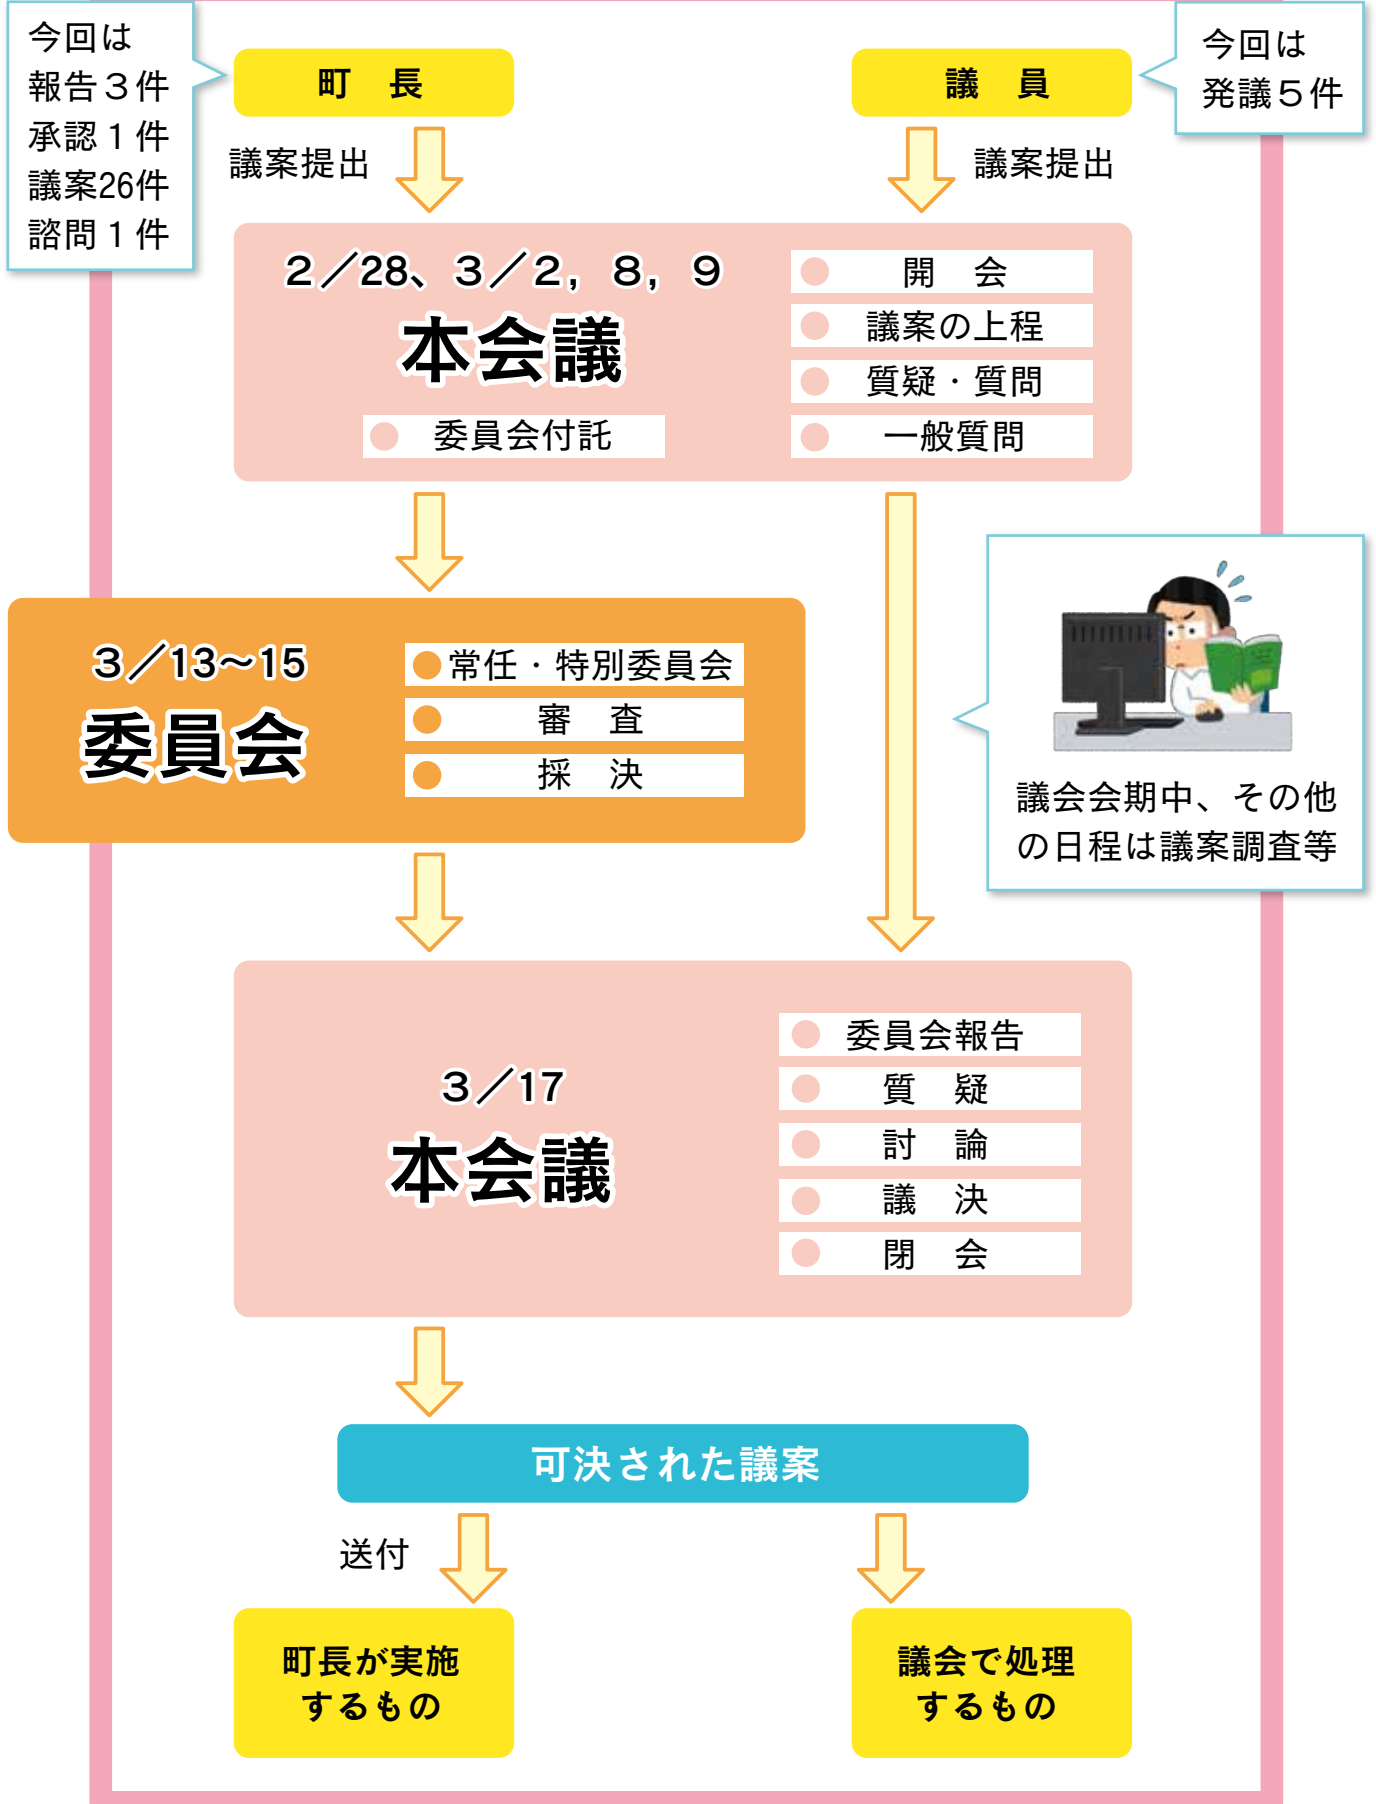 今回は
報告３件
承認１件
議案26件
諮問１件
町　長
議　員
今回は
発議５件
議案提出
議案提出
２／28、３／２，８，９
本会議
委員会付託
開　会
議案の上程
質疑・質問
一般質問
３／13～15
委員会
常任・特別委員会
審　査
採　決
議会会期中、その他
の日程は議案調査等
３／17
本会議
委員会報告
質　疑
討　論
議　決
閉　会
可決された議案
送付
町長が実施
するもの
議会で処理
するもの